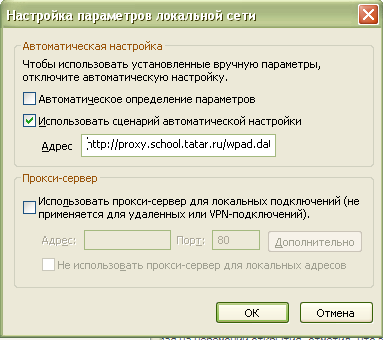 Настройка параметров локальной сети
Автоматическая настройка
Чтобы использовать установленные вручную параметры,
отключите автоматическую настройку.
Автоматическое определение параметров
Использовать сценарий автоматической настройки
Адрес http://proxy.school.tatar.ru/wpad.dat
Прокси-сервер
Использовать прокси-сервер для локальных подключений (не
применяется для удаленных или VPN-подключений).
Адрес: Порт: 80 Дополнительно
Не использовать прокси-сервер для локальных адресов
ОК Отмена